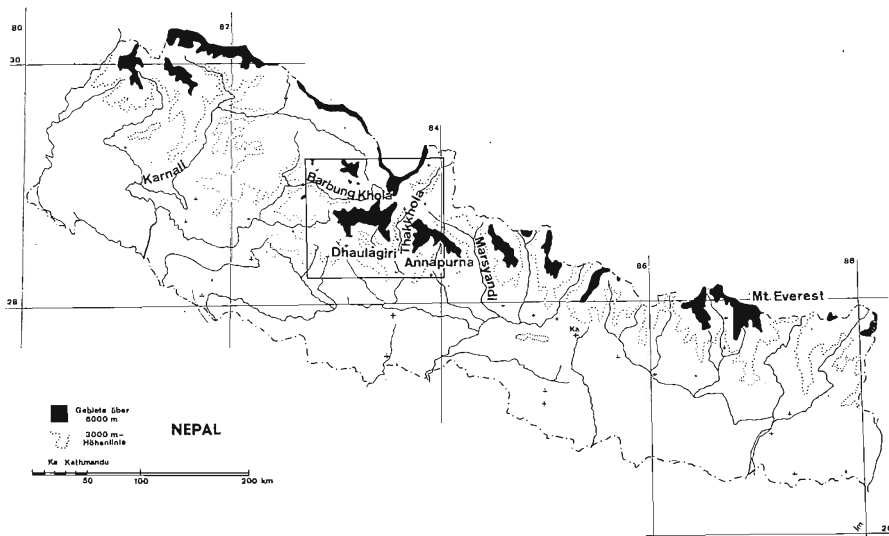 80
82
30
84
Karnali
Barbung Khola
Thakkhola
Dhaulagiri
Annapurna
Marsyandi
86
88
28
Mt. Everest
Ka
Gebiete über
6000 m
3000 m-
Höhenlinie
NEPAL
Ka Kathmandu
50 100 200 km